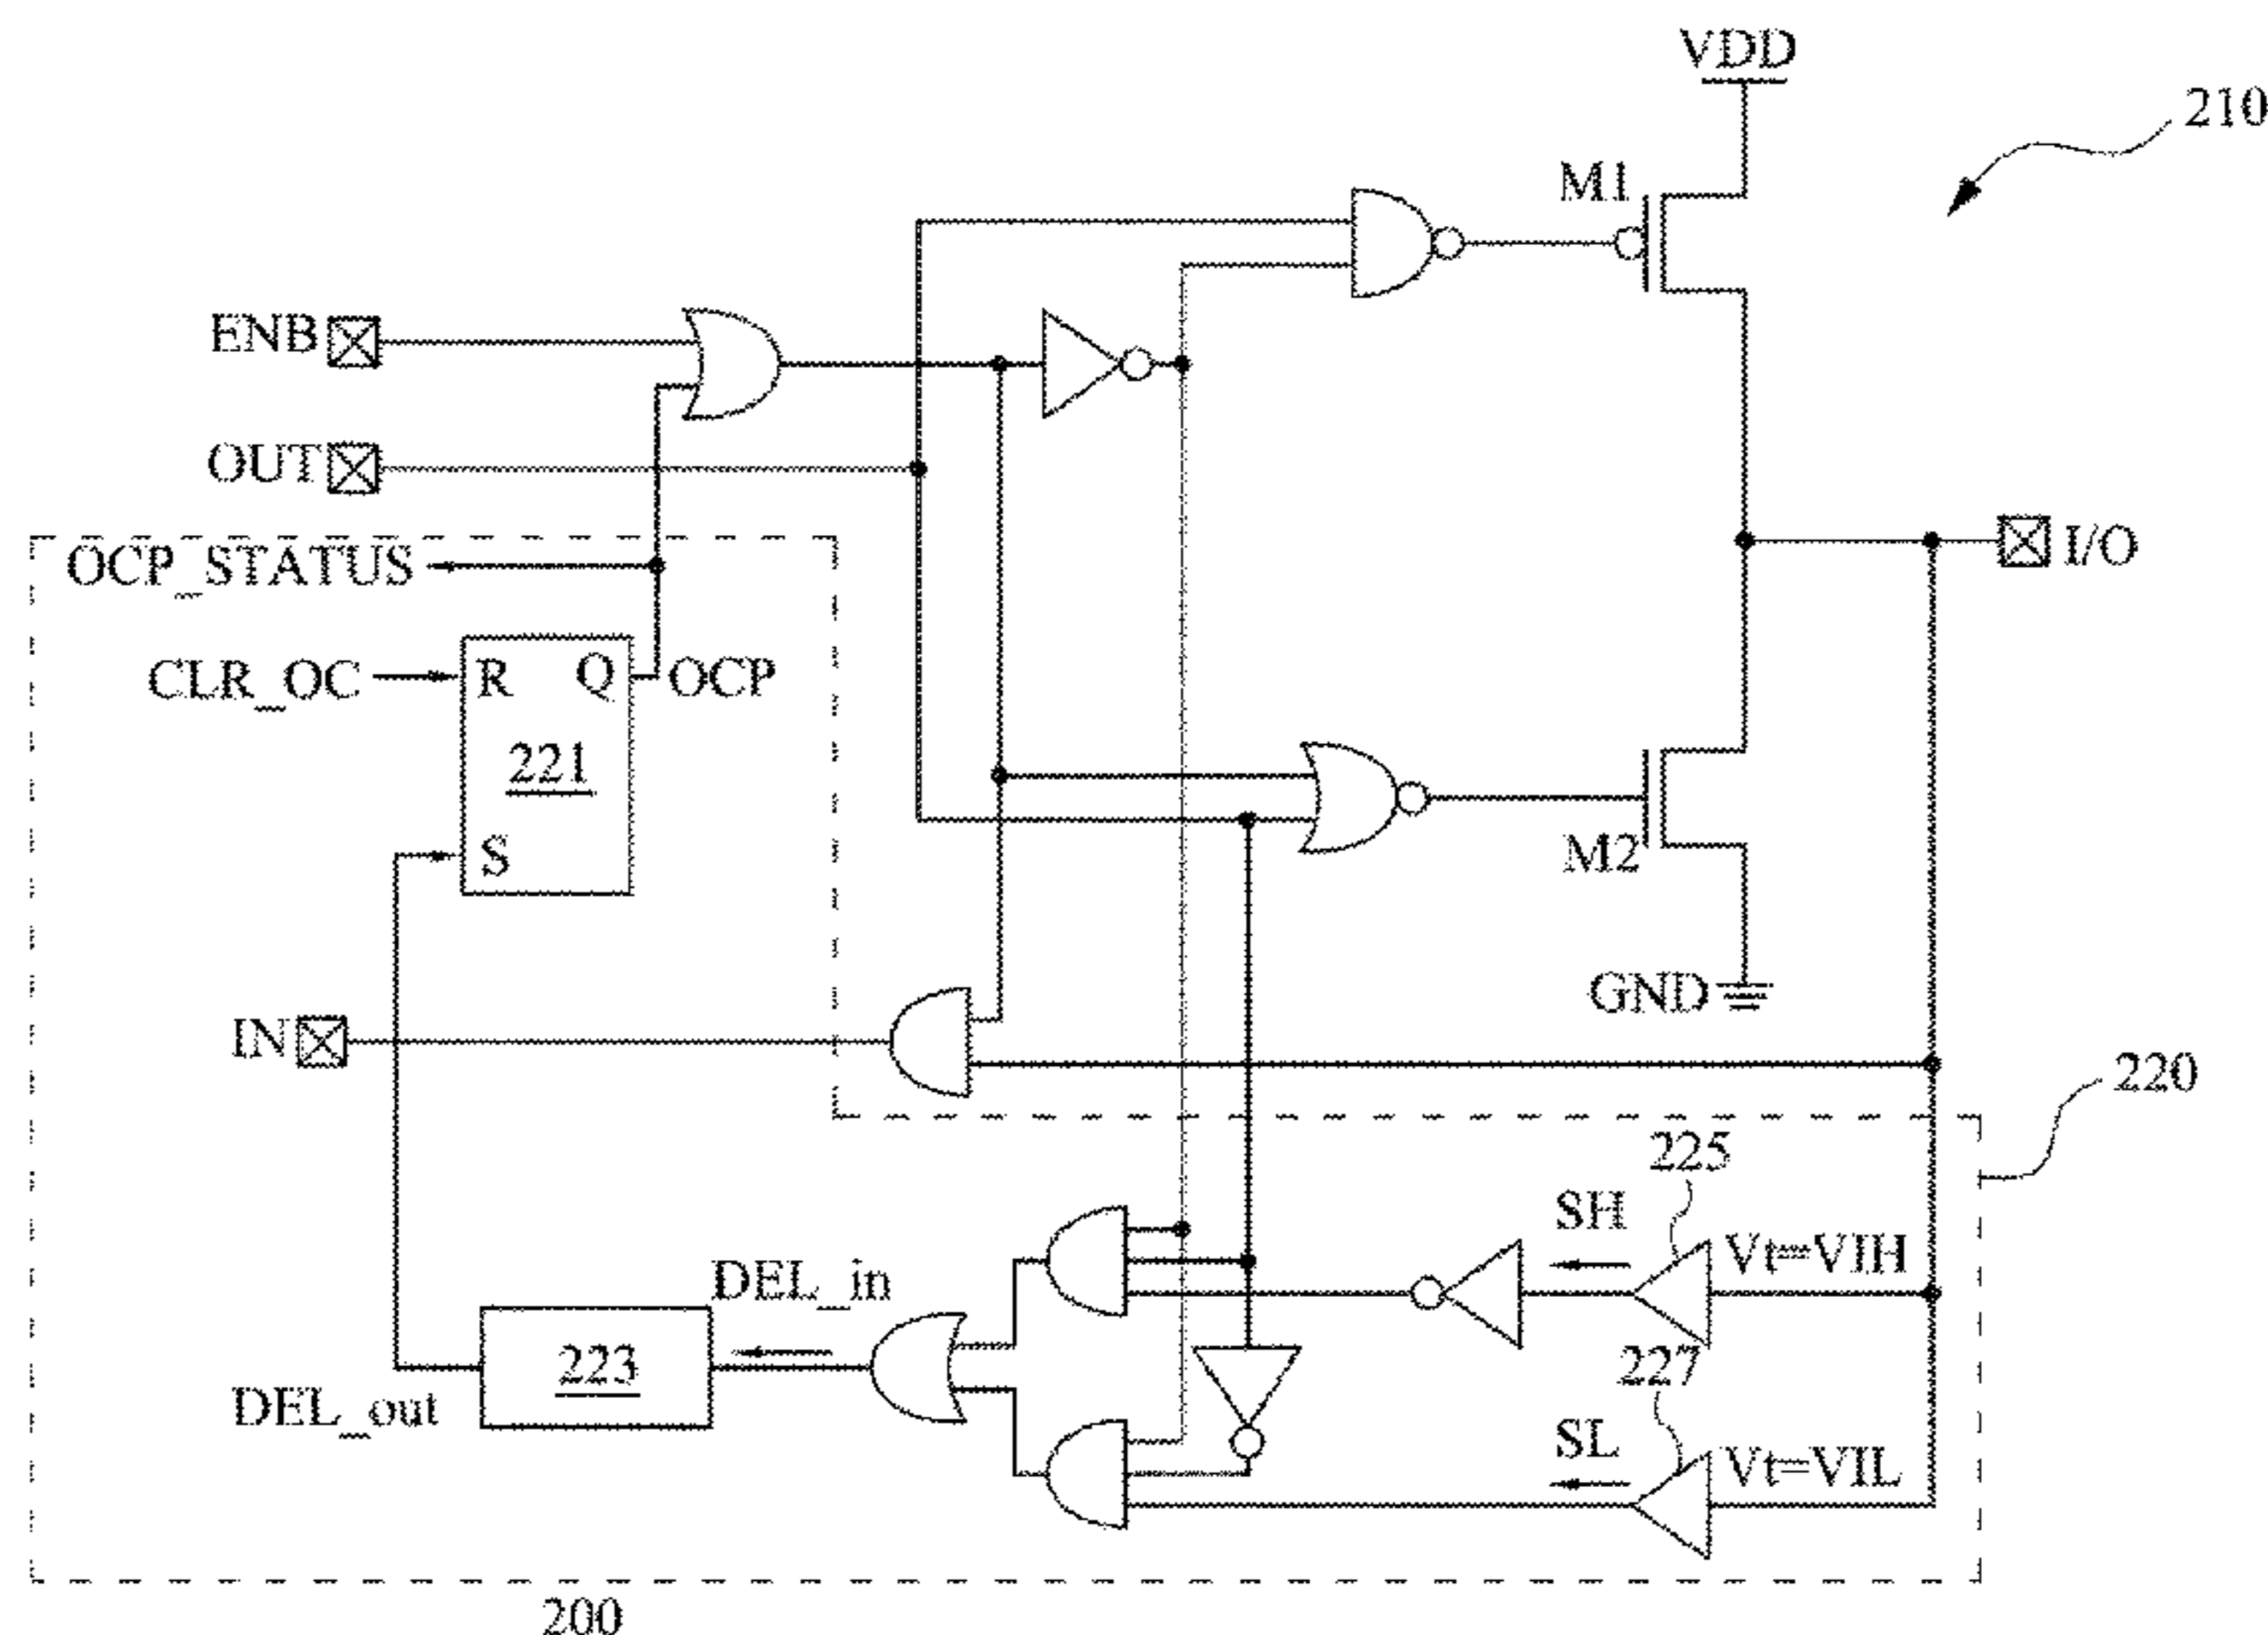 VDD
210
M1
ENB
OUT
I/O
OCP_STATUS
CLR_OC
R
Q
OCP
221
S
M2
GND
IN
220
225
SH
Vt=VIH
DEL_in
223
227
DEL_out
SL
Vt=VIL
200